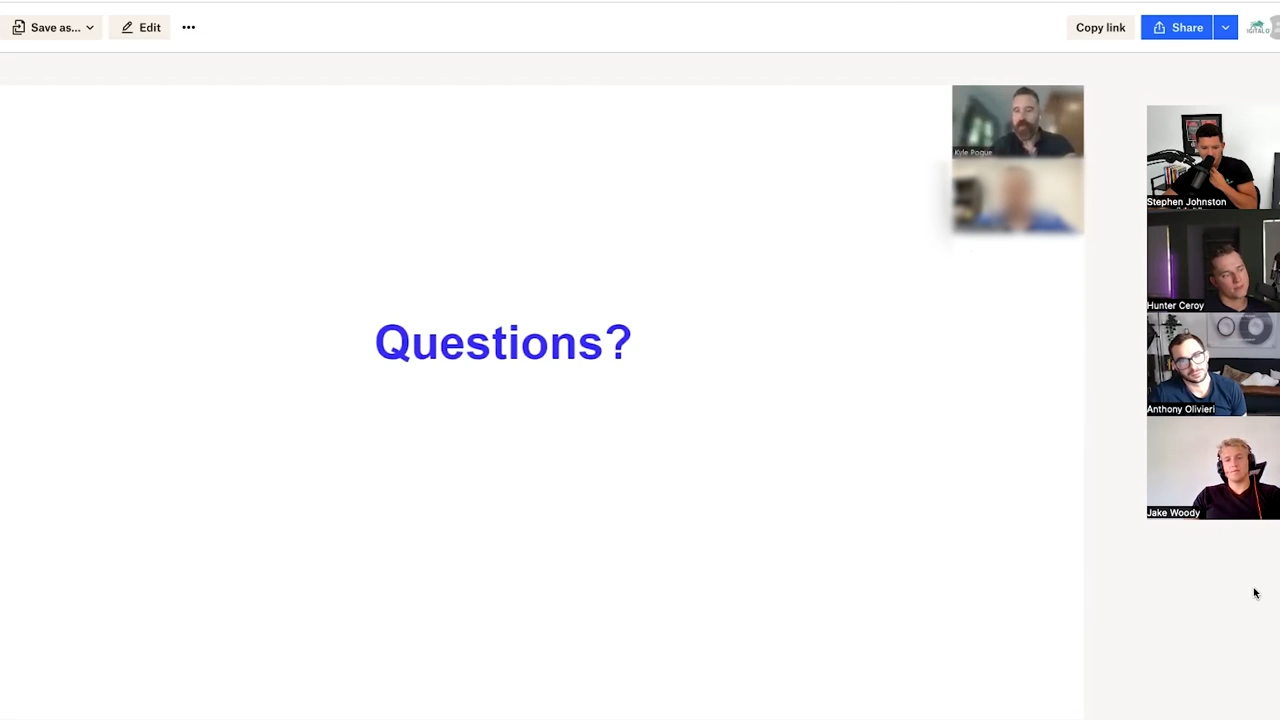 Save as...
Edit
Copy link
Share
Kyle Pogue
Questions?
Stephen Johnston
Hunter Ceroy
Anthony Olivieri
Jake Woody